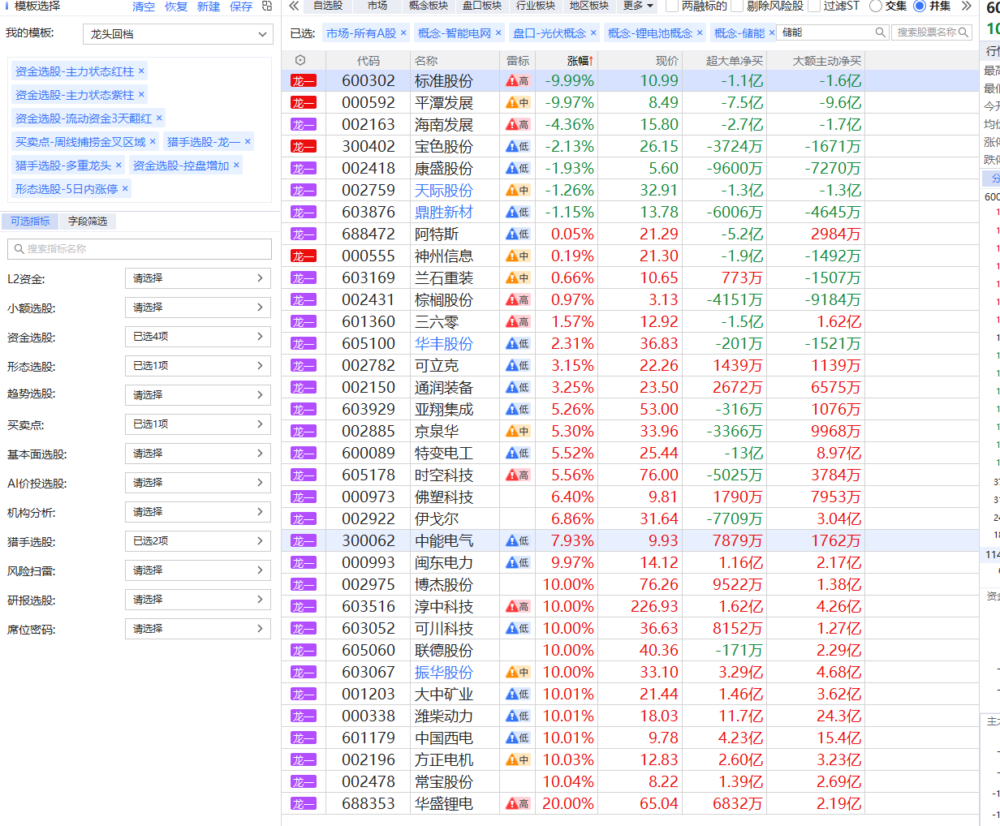 模板选择 清空 恢复 新建 保存
我的模板: 龙头回档
资金选股-主力状态红柱 ×
资金选股-主力状态紫柱 ×
资金选股-流动资金3天翻红 ×
买卖点-周线捕捞金叉区域 × 猎手选股-龙一 ×
猎手选股-多重龙头 × 资金选股-控盘增加 ×
形态选股-5日内涨停 ×
可选指标 字段筛选
搜索指标名称
L2资金: 请选择
小额选股: 请选择
资金选股: 已选4项
形态选股: 已选1项
趋势选股: 请选择
买卖点: 已选1项
基本面选股: 请选择
AI价投选股: 请选择
机构分析: 请选择
猎手选股: 已选2项
风险扫雷: 请选择
研报选股: 请选择
席位密码: 请选择
自选股 市场 概念板块 盘口板块 行业板块 地区板块 更多 两融标的 剔除风险股 过滤ST 交集 并集
已选: 市场-所有A股 × 概念-智能电网 × 盘口-光伏概念 × 概念-锂电池概念 × 概念-储能 × 储能 搜索股票名称
代码 名称 雷标 涨幅↑ 现价 超大单净买 大额主动净买
龙一 600302 标准股份 高 -9.99% 10.99 -1.1亿 -1.6亿
龙一 000592 平潭发展 中 -9.97% 8.49 -7.5亿 -9.6亿
龙一 002163 海南发展 高 -4.36% 15.80 -2.7亿 -1.7亿
龙一 300402 宝色股份 低 -2.13% 26.15 -3724万 -1671万
龙一 002418 康盛股份 低 -1.93% 5.60 -9600万 -7270万
龙一 002759 天际股份 中 -1.26% 32.91 -1.3亿 -1.3亿
龙一 603876 鼎胜新材 低 -1.15% 13.78 -6006万 -4645万
龙一 688472 阿特斯 低 0.05% 21.29 -5.2亿 2984万
龙一 000555 神州信息 中 0.19% 21.30 -1.9亿 -1492万
龙一 603169 兰石重装 中 0.66% 10.65 773万 -1507万
龙一 002431 棕榈股份 高 0.97% 3.13 -4151万 -9184万
龙一 601360 三六零 高 1.57% 12.92 -1.5亿 1.62亿
龙一 605100 华丰股份 低 2.31% 36.83 -201万 -1521万
龙一 002782 可立克 低 3.15% 22.26 1439万 1139万
龙一 002150 通润装备 低 3.25% 23.50 2672万 6575万
龙一 603929 亚翔集成 低 5.26% 53.00 -316万 1076万
龙一 002885 京泉华 中 5.30% 33.96 -3366万 9968万
龙一 600089 特变电工 低 5.52% 25.44 -13亿 8.97亿
龙一 605178 时空科技 高 5.56% 76.00 -5025万 3784万
龙一 000973 佛塑科技 6.40% 9.81 1790万 7953万
龙一 002922 伊戈尔 6.86% 31.64 -7709万 3.04亿
龙一 300062 中能电气 低 7.93% 9.93 7879万 1762万
龙一 000993 闽东电力 低 9.97% 14.12 1.16亿 2.17亿
龙一 002975 博杰股份 10.00% 76.26 9522万 1.38亿
龙一 603516 淳中科技 高 10.00% 226.93 1.62亿 4.26亿
龙一 603052 可川科技 低 10.00% 36.63 8152万 1.27亿
龙一 605060 联德股份 10.00% 40.36 -171万 2.29亿
龙一 603067 振华股份 中 10.00% 33.10 3.29亿 4.68亿
龙一 001203 大中矿业 低 10.01% 21.44 1.46亿 3.62亿
龙一 000338 潍柴动力 低 10.01% 18.03 11.7亿 24.3亿
龙一 601179 中国西电 低 10.01% 9.78 4.23亿 15.4亿
龙一 002196 方正电机 中 10.03% 12.83 2.60亿 3.23亿
龙一 002478 常宝股份 10.04% 8.22 1.39亿 2.69亿
龙一 688353 华盛锂电 高 20.00% 65.04 6832万 2.19亿